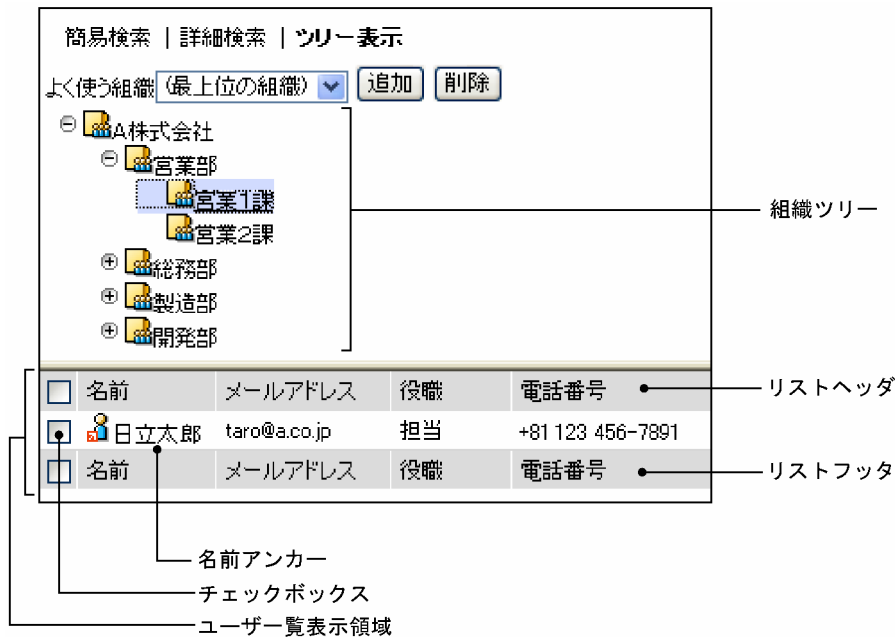 簡易検索 | 詳細検索 | ツリー表示
よく使う組織 (最上位の組織) 追加 削除
A株式会社
営業部
営業1課
営業2課
総務部
製造部
開発部
組織ツリー
名前 メールアドレス 役職 電話番号
リストヘッダ
日立太郎 taro@a.co.jp 担当 +81 123 456-7891
名前 メールアドレス 役職 電話番号
リストフッタ
名前アンカー
チェックボックス
ユーザ一覧表示領域